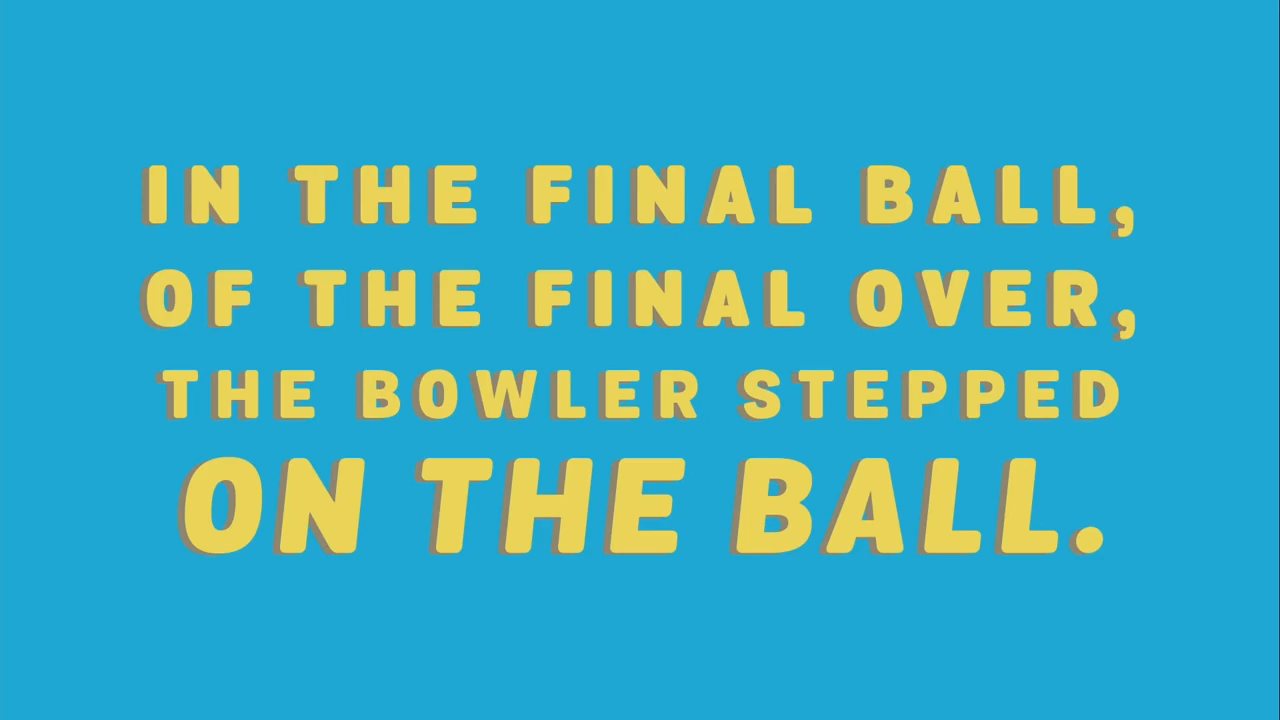 IN THE FINAL BALL,
OF THE FINAL OVER,
THE BOWLER STEPPED
ON THE BALL.